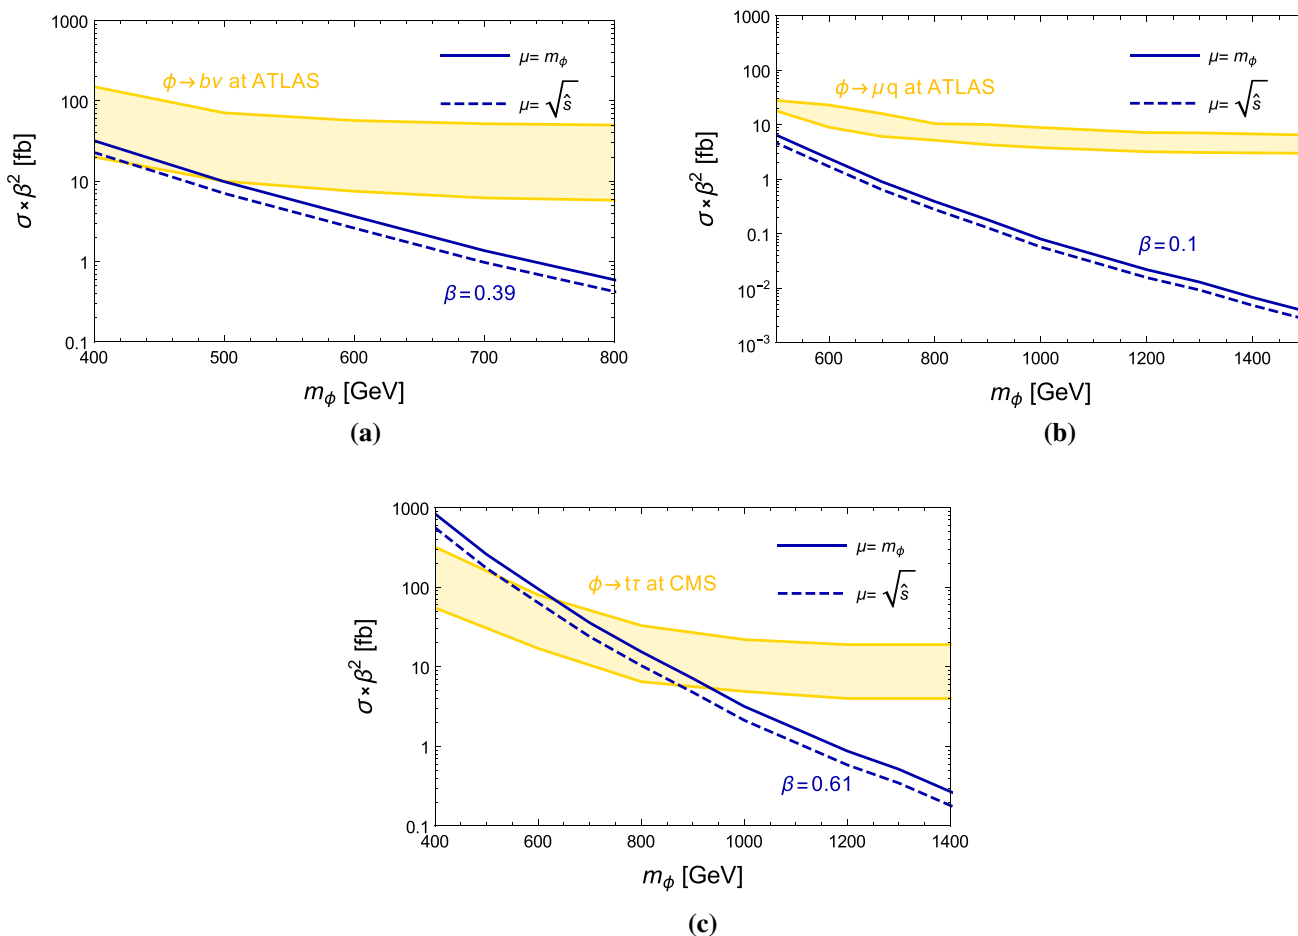 1000
100
10
1
0.1
σ×β² [fb]
ϕ→bν at ATLAS
μ= m_ϕ
μ= √ŝ
β=0.39
400 500 600 700 800
m_ϕ [GeV]
(a)
1000
100
10
1
0.1
10⁻²
10⁻³
σ×β² [fb]
ϕ→μq at ATLAS
μ= m_ϕ
μ= √ŝ
β=0.1
600 800 1000 1200 1400
m_ϕ [GeV]
(b)
1000
100
10
1
0.1
σ×β² [fb]
ϕ→tτ at CMS
μ= m_ϕ
μ= √ŝ
β=0.61
400 600 800 1000 1200 1400
m_ϕ [GeV]
(c)